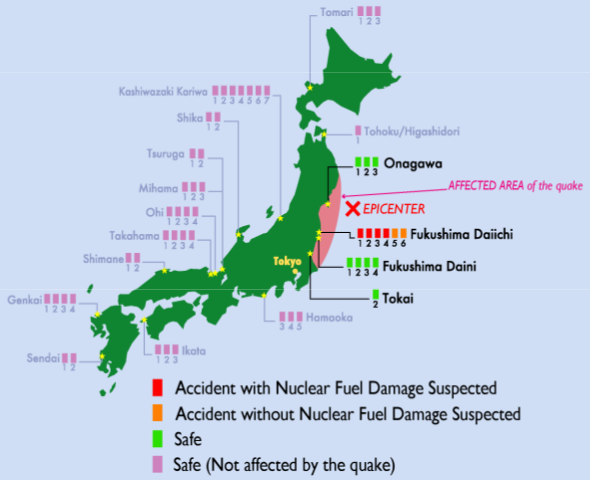 Tomari
1 2 3
Kashiwazaki Kariwa
1 2 3 4 5 6 7
Shika
1 2
Tohoku/Higashidori
1
Tsuruga
1 2
Onagawa
1 2 3
Mihama
1 2 3
AFFECTED AREA of the quake
EPICENTER
Ohi
1 2 3 4
Takahama
1 2 3 4
Fukushima Daiichi
1 2 3 4 5 6
Shimane
1 2
Tokyo
Fukushima Daini
1 2 3 4
Genkai
1 2 3 4
Tokai
2
Hamaoka
3 4 5
Sendai
1 2
Ikata
1 2 3
Accident with Nuclear Fuel Damage Suspected
Accident without Nuclear Fuel Damage Suspected
Safe
Safe (Not affected by the quake)